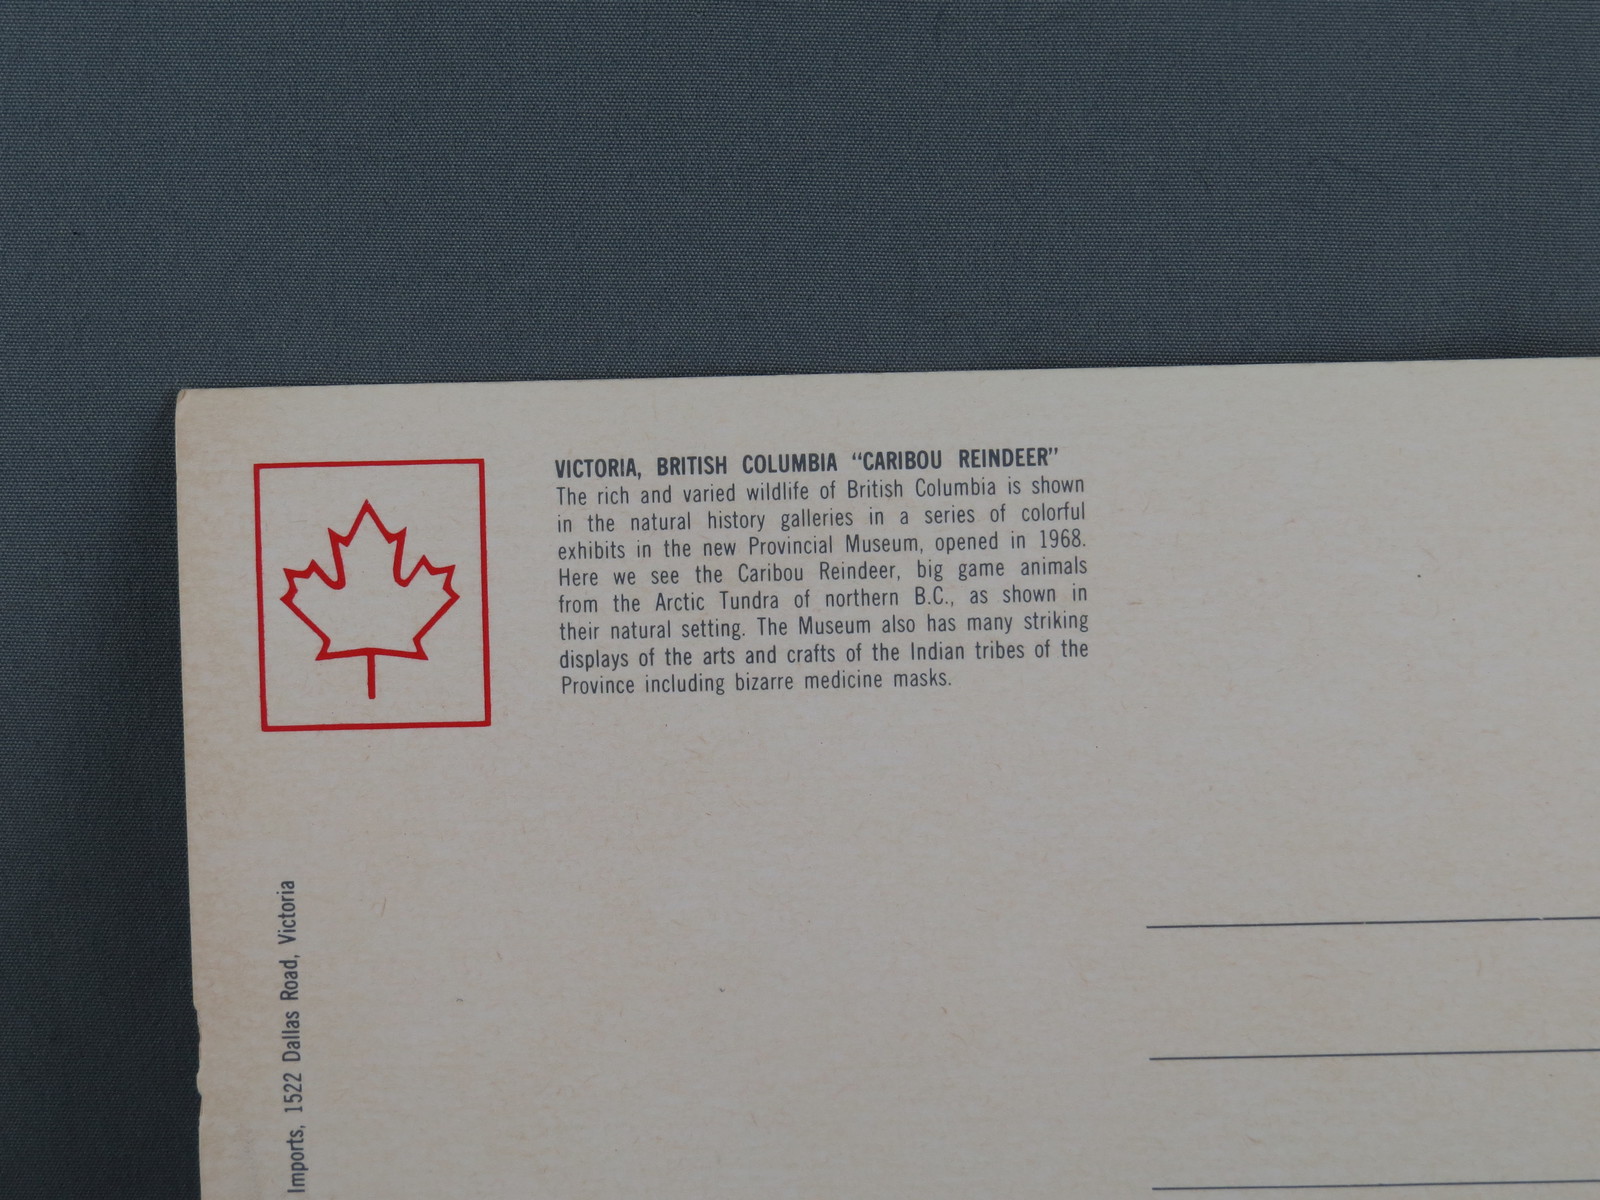 VICTORIA, BRITISH COLUMBIA “CARIBOU REINDEER”
The rich and varied wildlife of British Columbia is shown
in the natural history galleries in a series of colorful
exhibits in the new Provincial Museum, opened in 1968.
Here we see the Caribou Reindeer, big game animals
from the Arctic Tundra of northern B.C., as shown in
their natural setting. The Museum also has many striking
displays of the arts and crafts of the Indian tribes of the
Province including bizarre medicine masks.
Imports, 1522 Dallas Road, Victoria